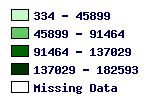 334 - 45899
45899 - 91464
91464 - 137029
137029 - 182593
Missing Data